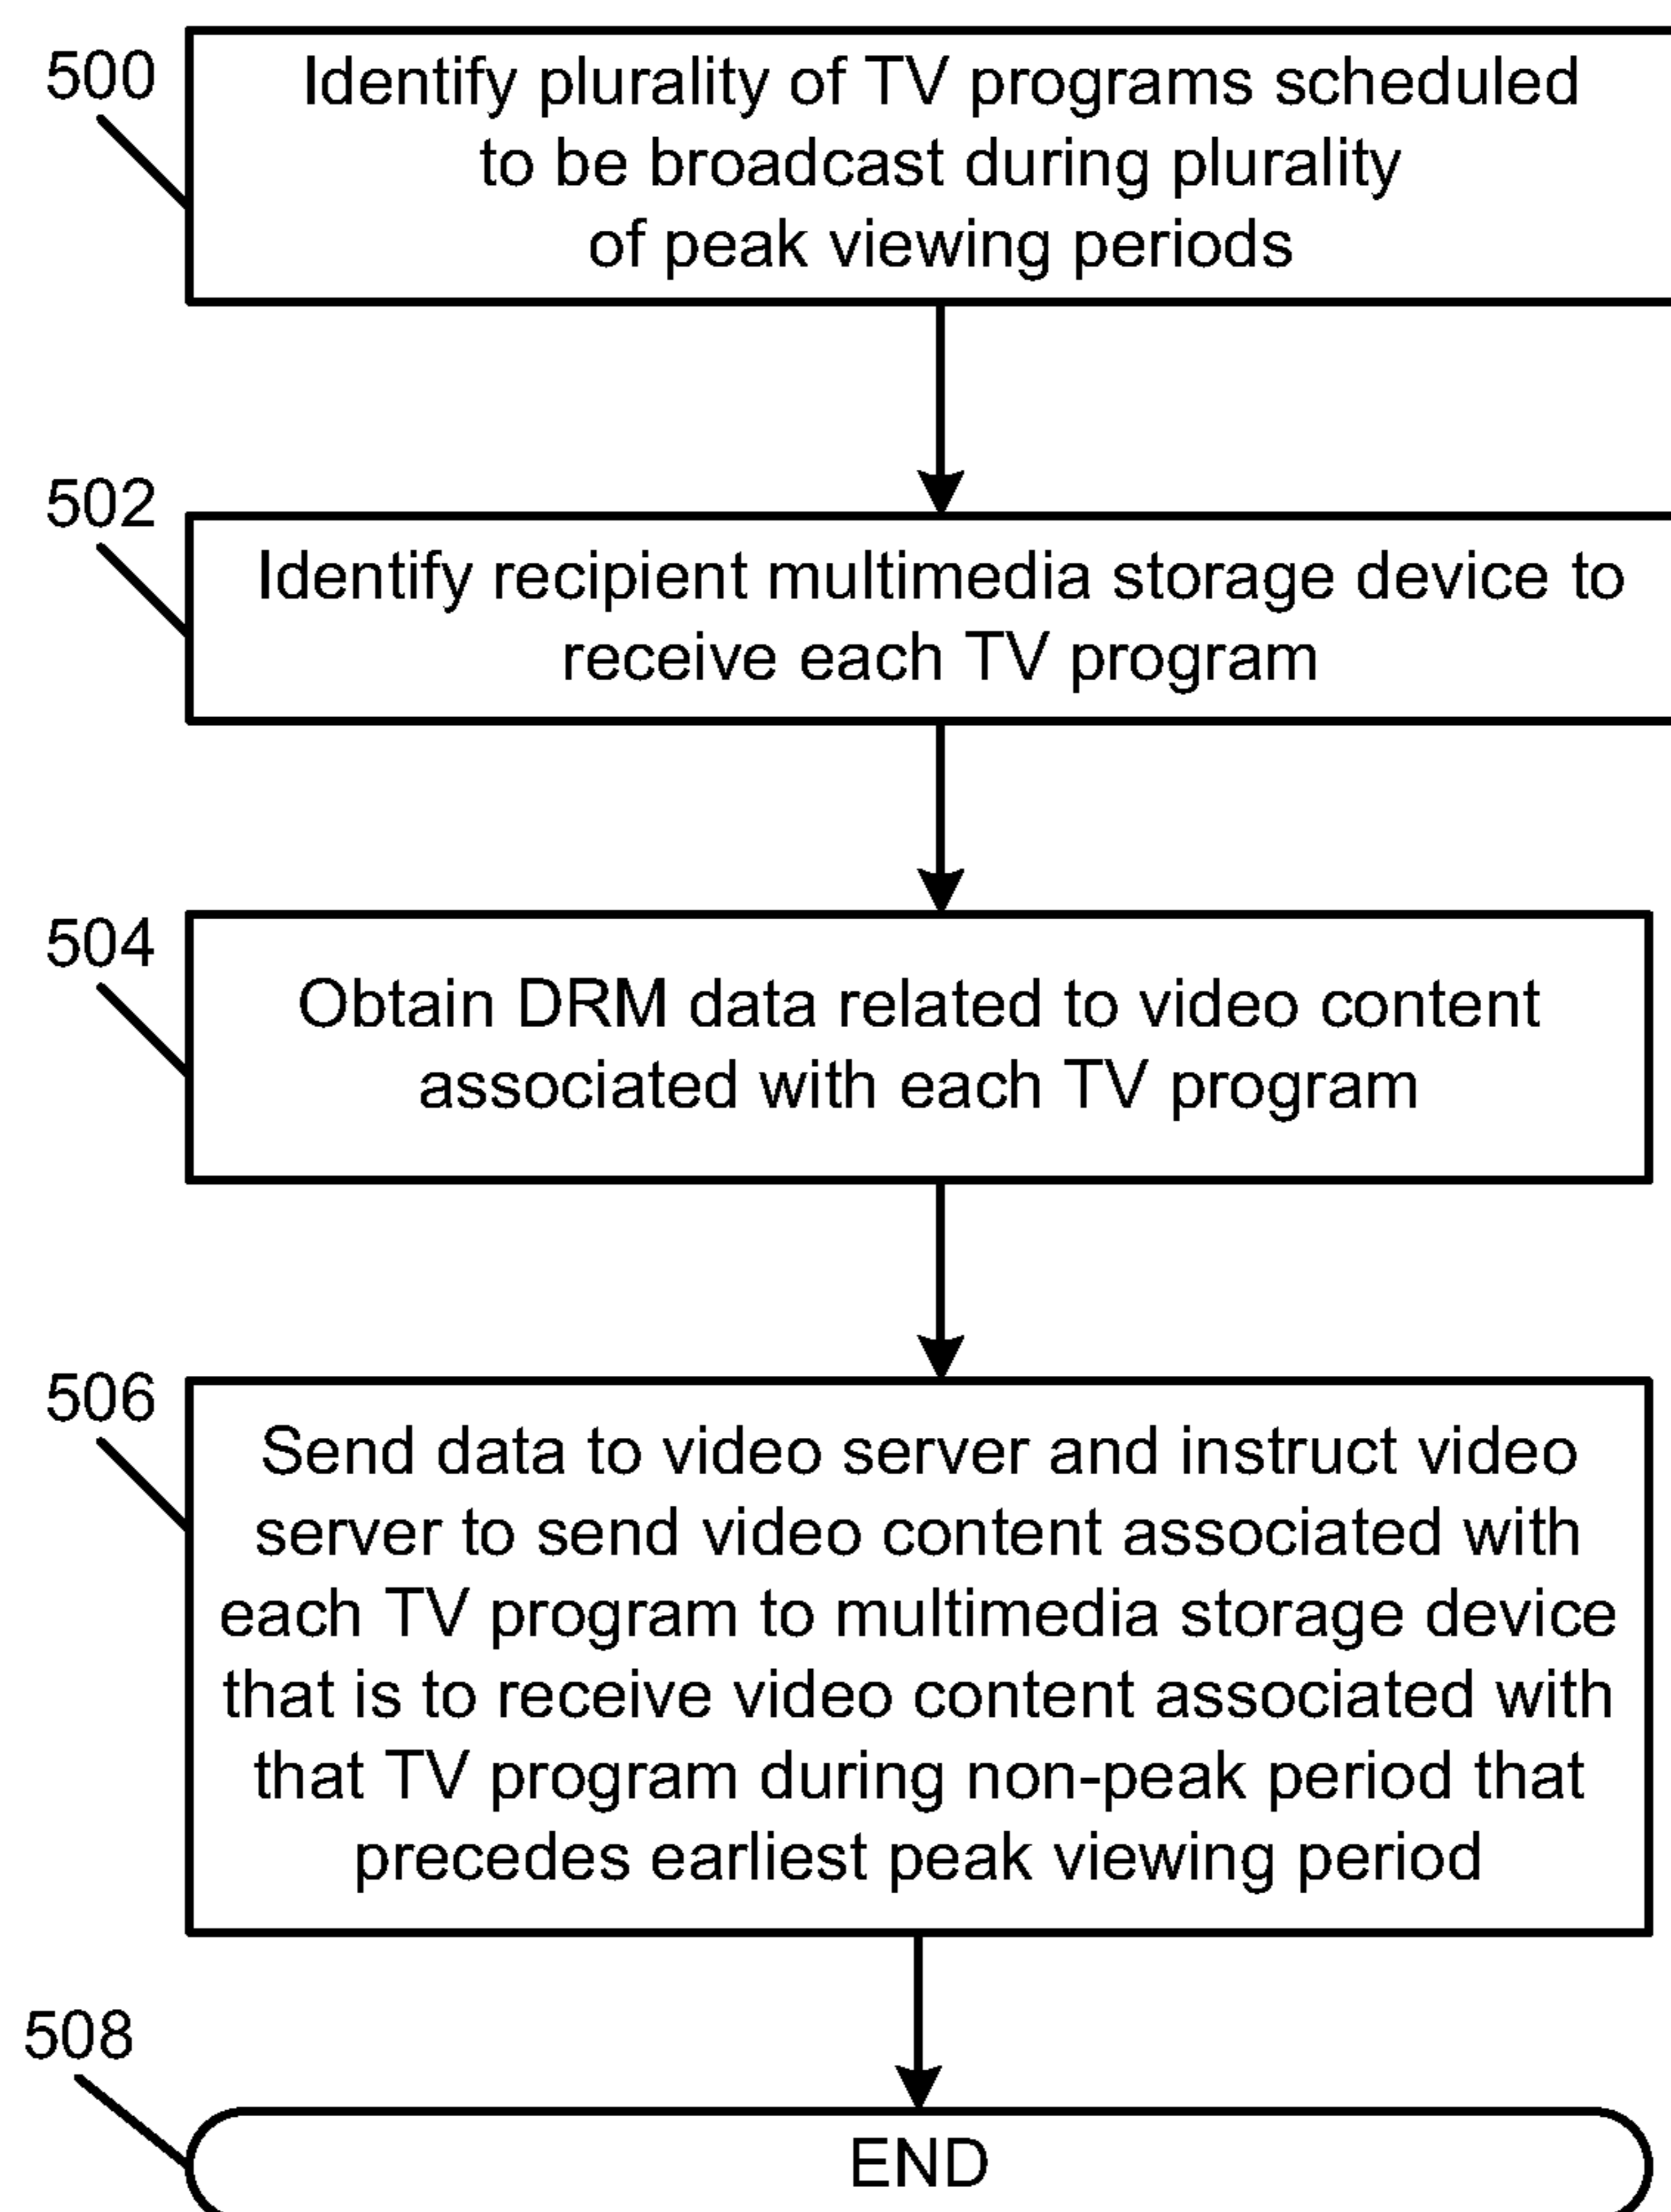 500
Identify plurality of TV programs scheduled
to be broadcast during plurality
of peak viewing periods
502
Identify recipient multimedia storage device to
receive each TV program
504
Obtain DRM data related to video content
associated with each TV program
506
Send data to video server and instruct video
server to send video content associated with
each TV program to multimedia storage device
that is to receive video content associated with
that TV program during non-peak period that
precedes earliest peak viewing period
508
END